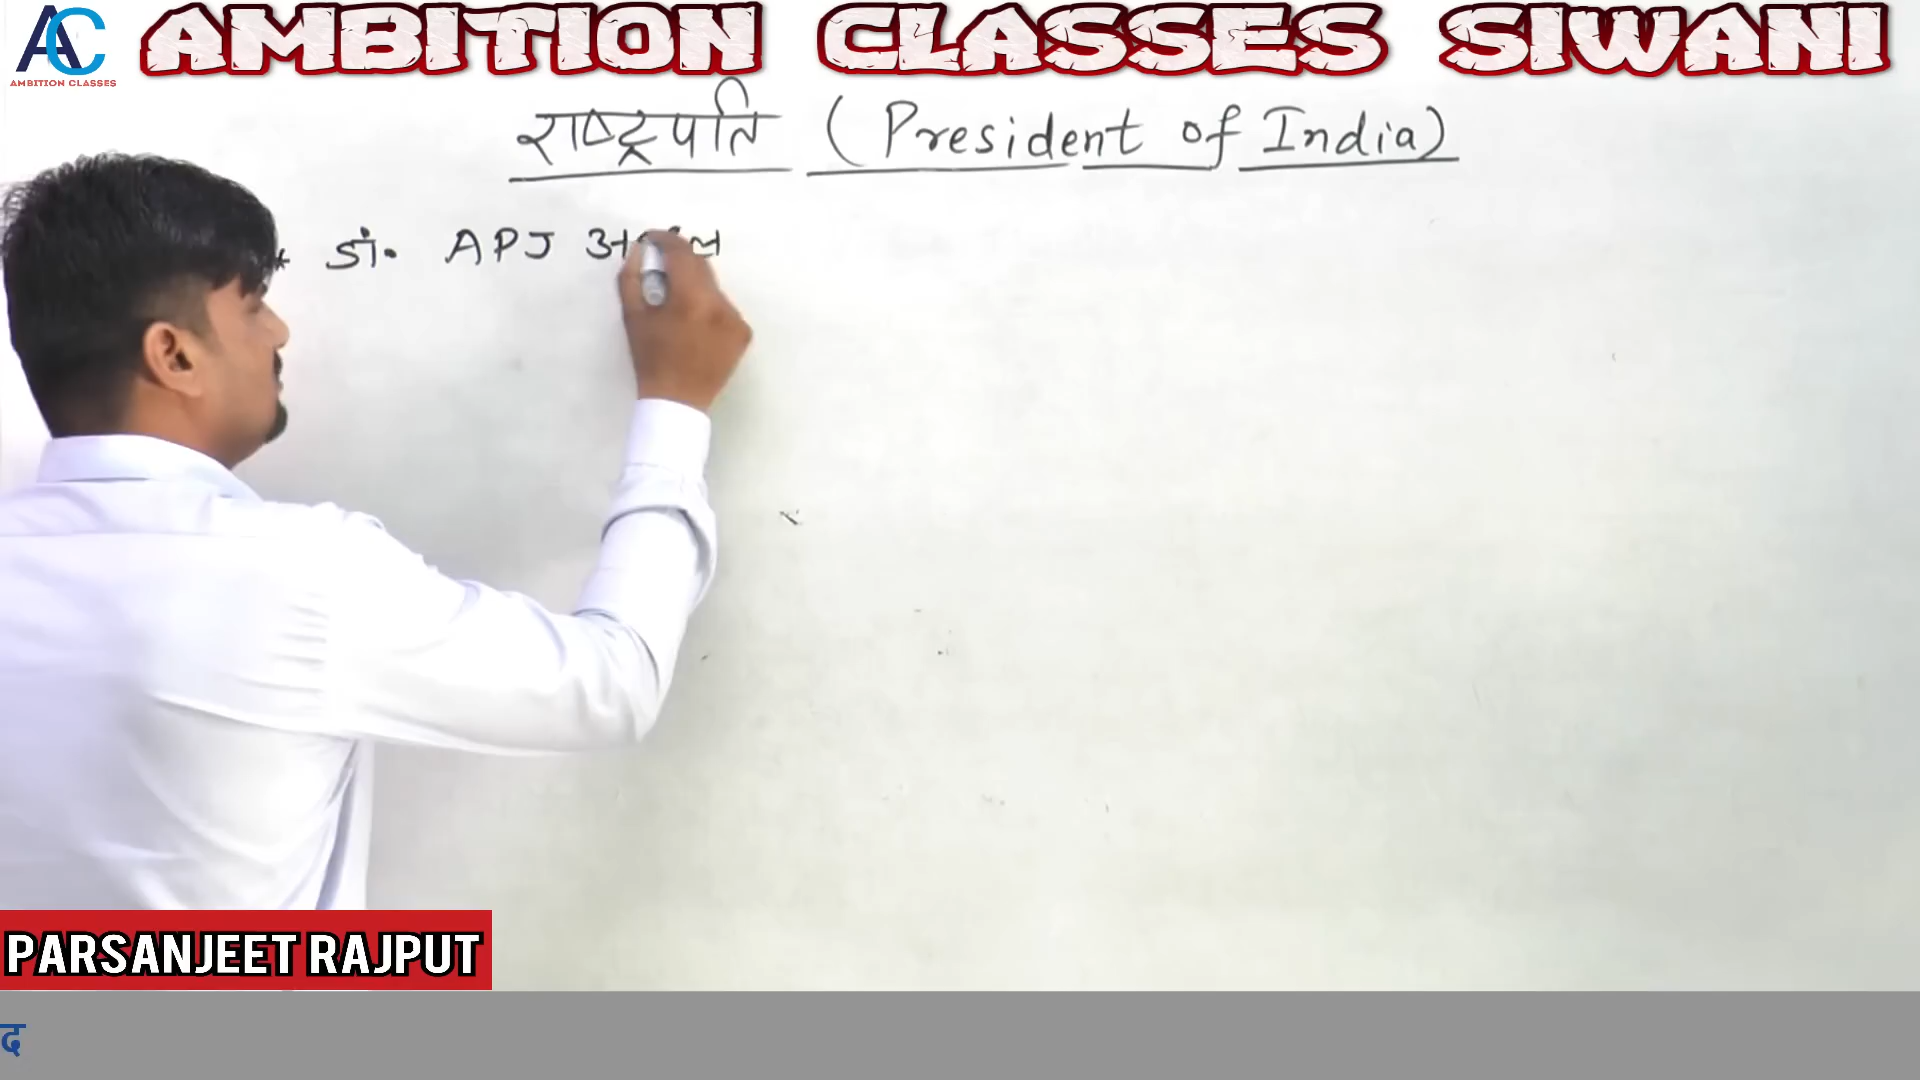 AC AMBITION CLASSES SIWANI
AMBITION CLASSES
राष्ट्रपति (President of India)
* डॉ. APJ
PARSANJEET RAJPUT
द